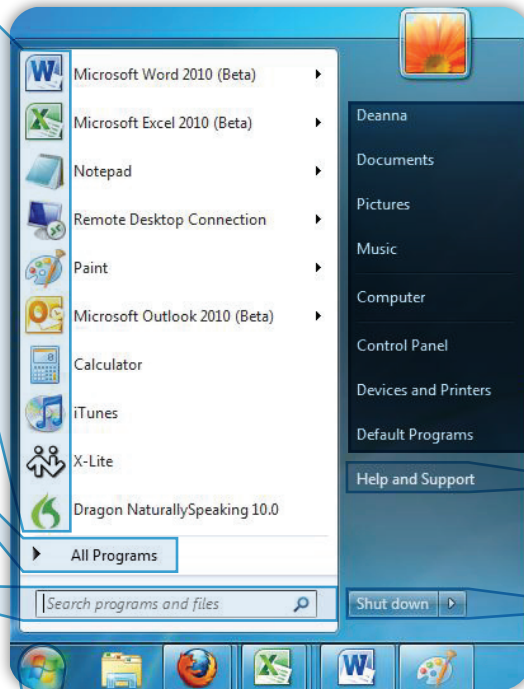 Microsoft Word 2010 (Beta)
Microsoft Excel 2010 (Beta)
Notepad
Remote Desktop Connection
Paint
Microsoft Outlook 2010 (Beta)
Calculator
iTunes
X-Lite
Dragon NaturallySpeaking 10.0
All Programs
Search programs and files
Deanna
Documents
Pictures
Music
Computer
Control Panel
Devices and Printers
Default Programs
Help and Support
Shut down